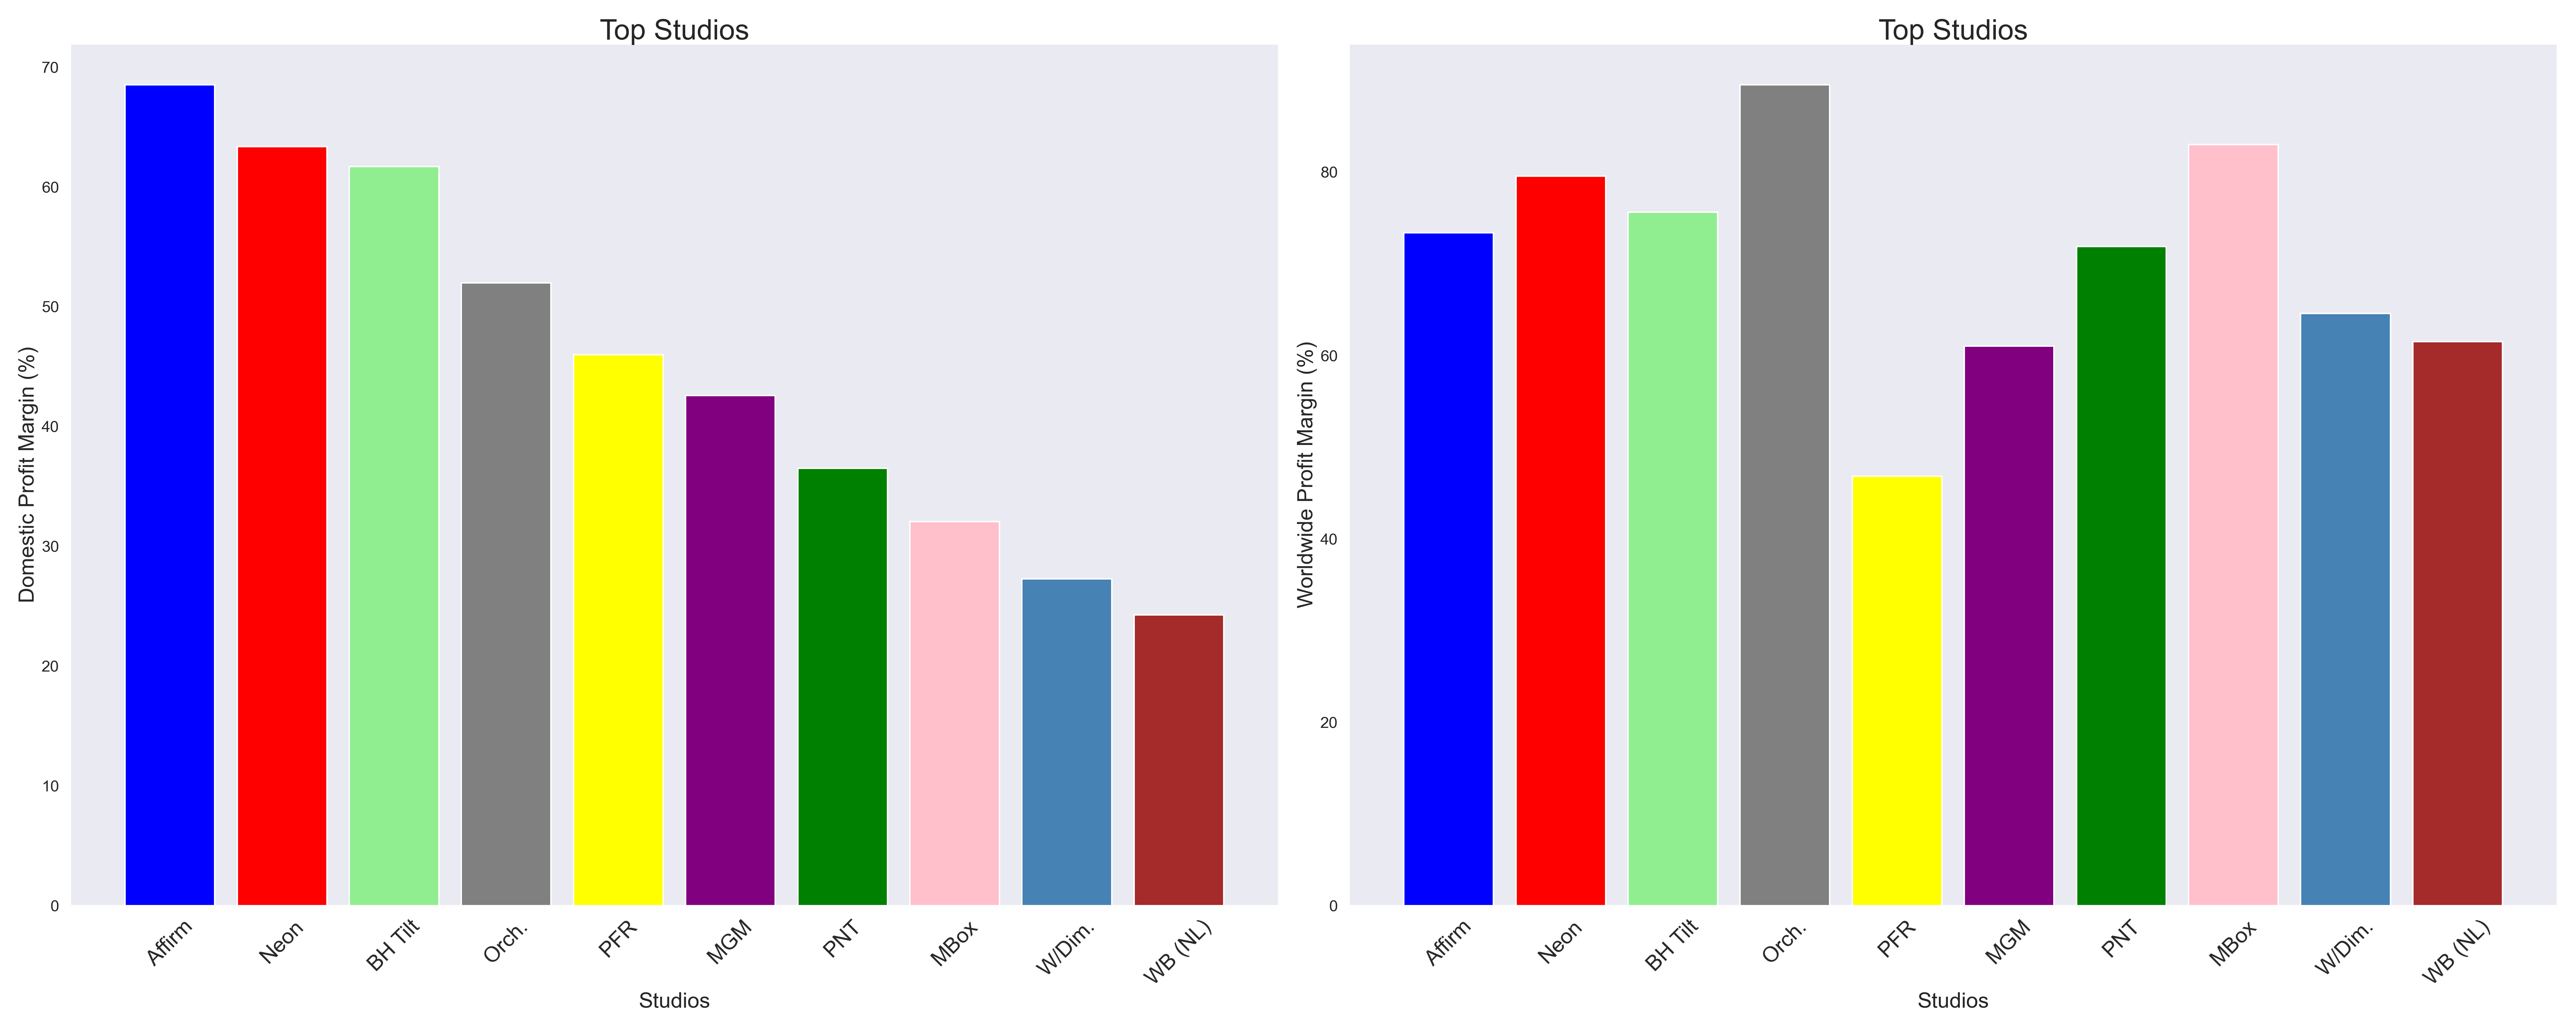 Top Studios
Domestic Profit Margin (%)
70
60
50
40
30
20
10
0
Affirm
Neon
BH Tilt
Orch.
PFR
MGM
PNT
MBox
W/Dim.
WB (NL)
Studios
Top Studios
Worldwide Profit Margin (%)
80
60
40
20
0
Affirm
Neon
BH Tilt
Orch.
PFR
MGM
PNT
MBox
W/Dim.
WB (NL)
Studios